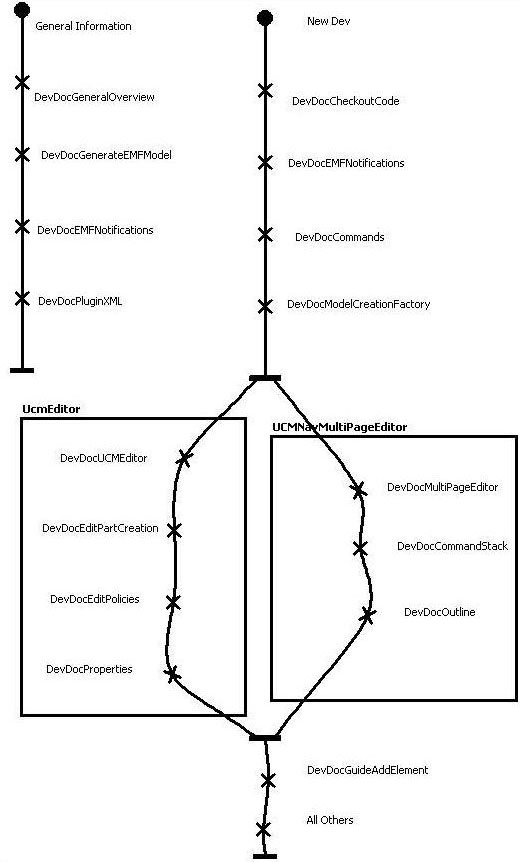 General Information
DevDocGeneralOverview
DevDocGenerateEMFModel
DevDocEMFNotifications
DevDocPluginXML
New Dev
DevDocCheckoutCode
DevDocEMFNotifications
DevDocCommands
DevDocModelCreationFactory
UcmEditor
DevDocUCMEditor
DevDocEditPartCreation
DevDocEditPolicies
DevDocProperties
UCMNavMultiPageEditor
DevDocMultiPageEditor
DevDocCommandStack
DevDocOutline
DevDocGuideAddElement
All Others